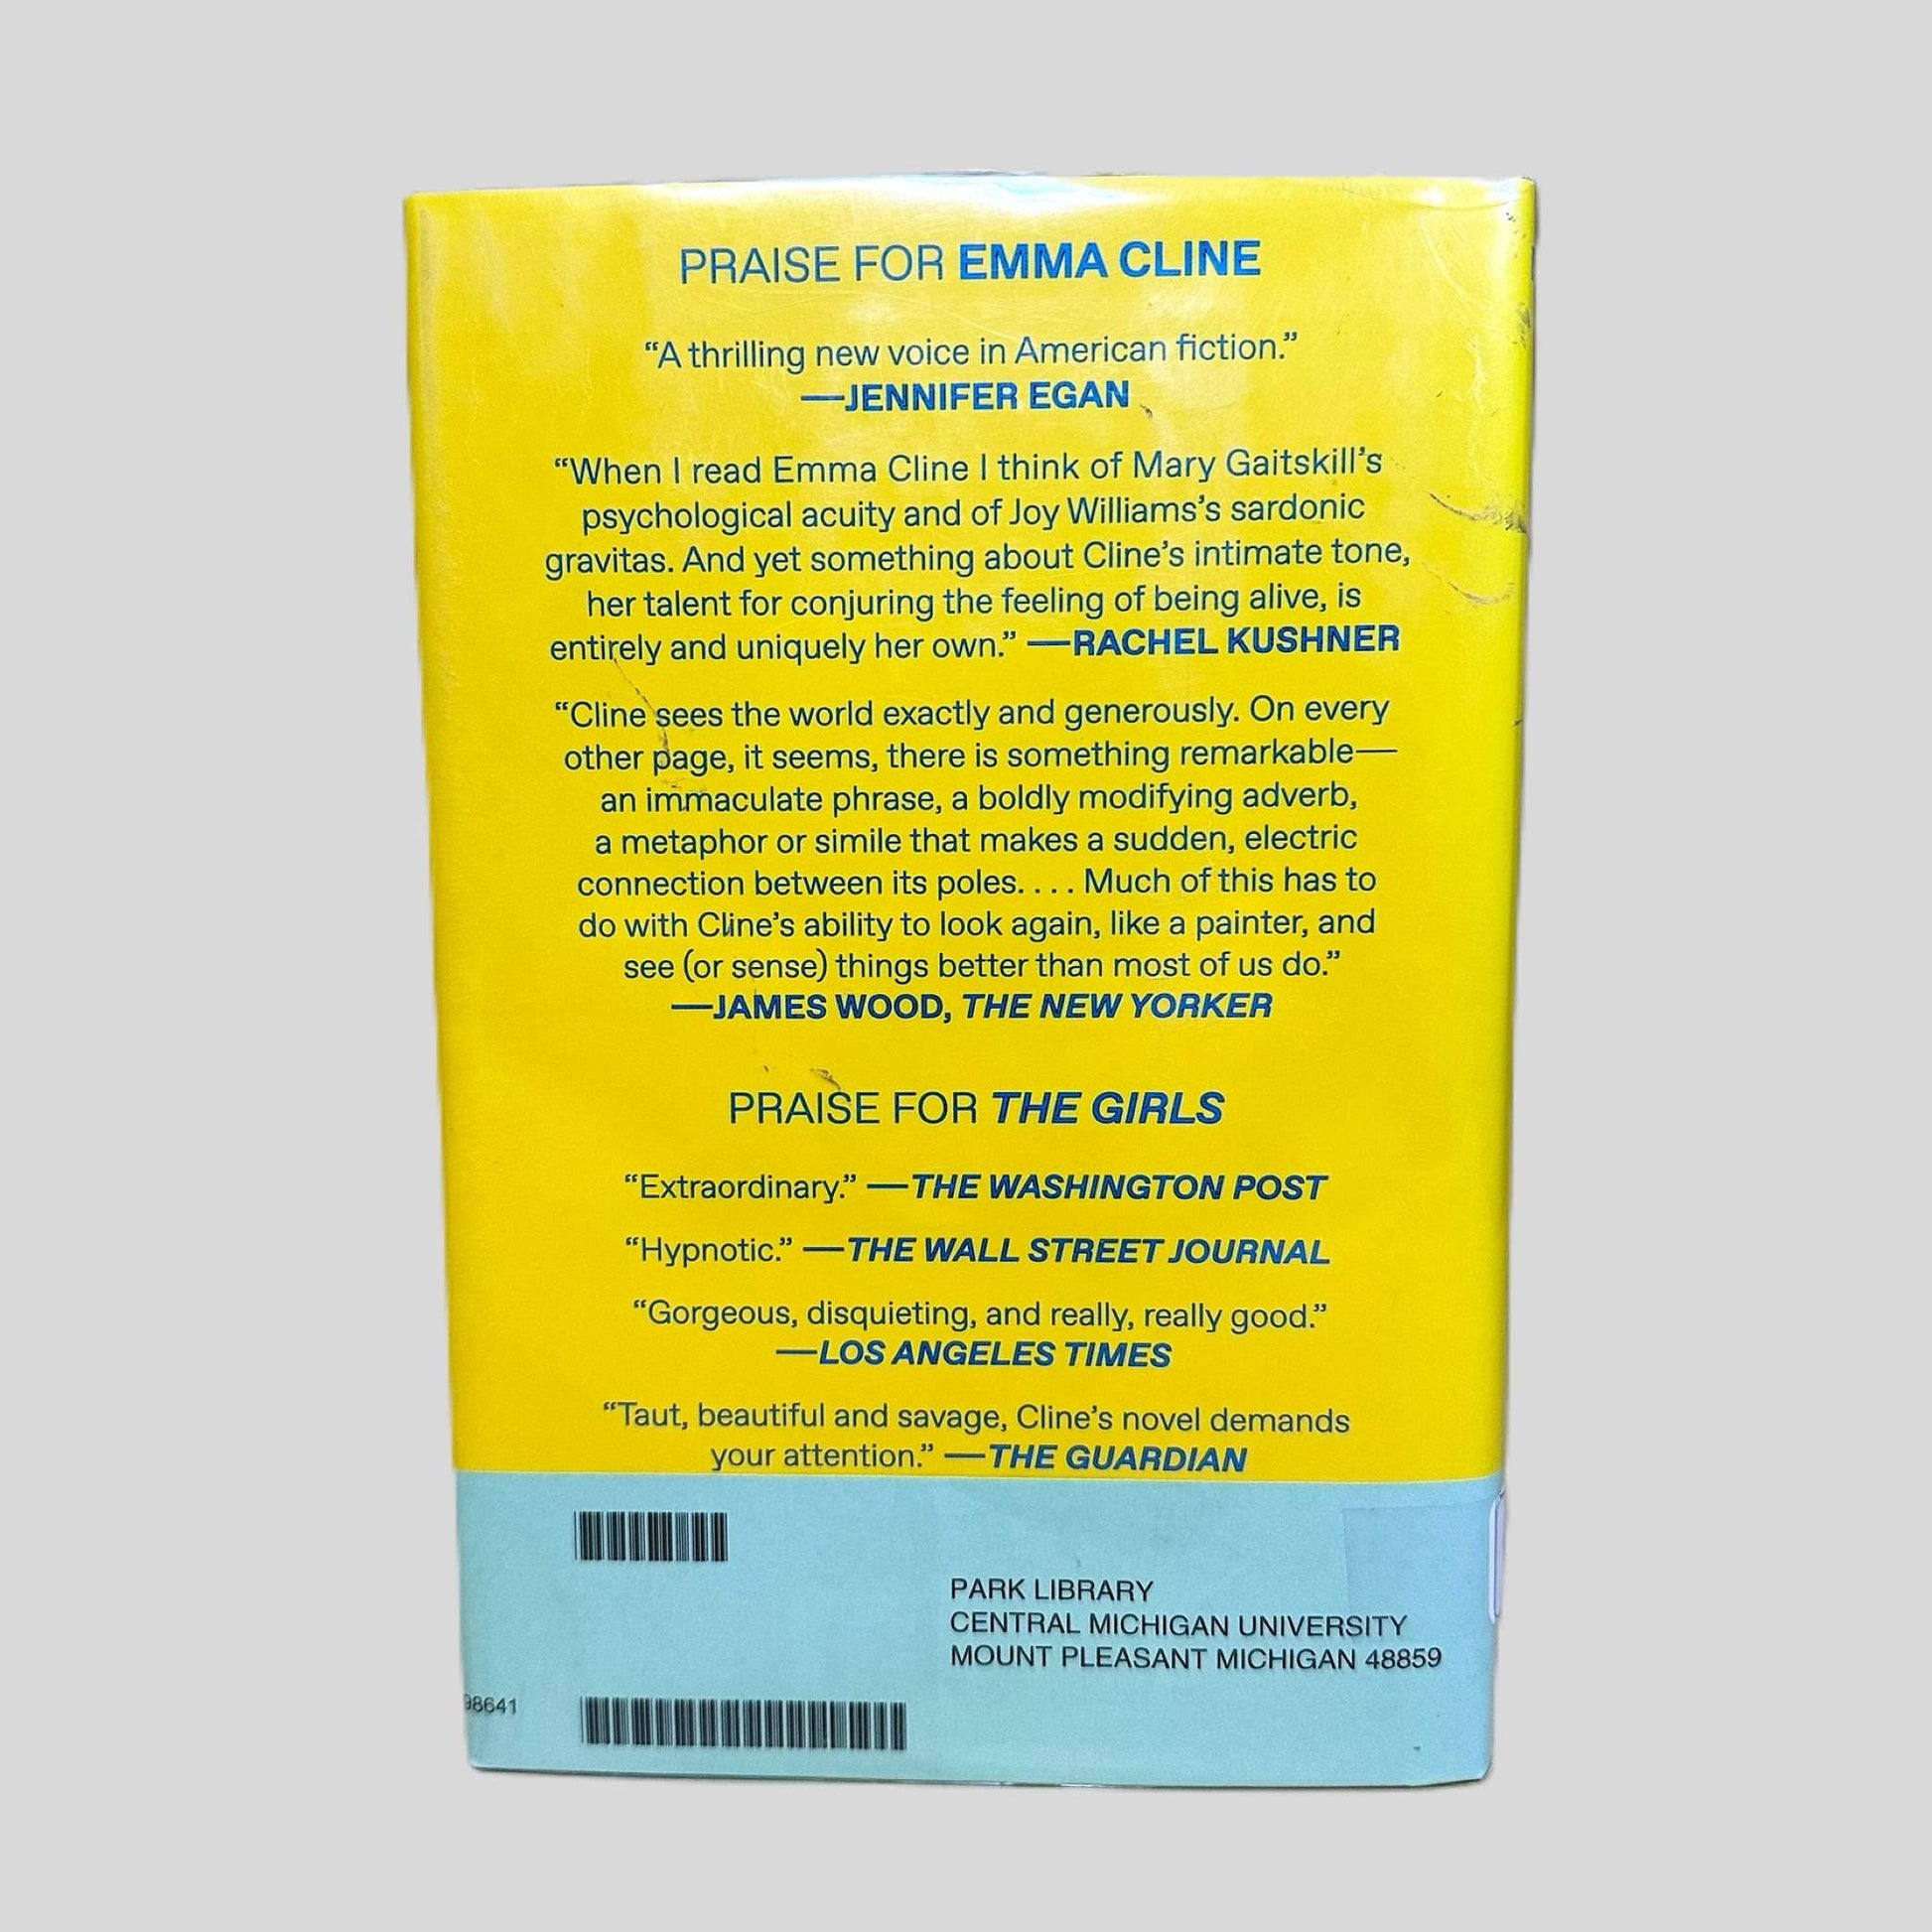 PRAISE FOR EMMA CLINE
“A thrilling new voice in American fiction.”
—JENNIFER EGAN
“When I read Emma Cline I think of Mary Gaitskill’s
psychological acuity and of Joy Williams’s sardonic
gravitas. And yet something about Cline’s intimate tone,
her talent for conjuring the feeling of being alive, is
entirely and uniquely her own.” —RACHEL KUSHNER
“Cline sees the world exactly and generously. On every
other page, it seems, there is something remarkable—
an immaculate phrase, a boldly modifying adverb,
a metaphor or simile that makes a sudden, electric
connection between its poles. . . . Much of this has to
do with Cline’s ability to look again, like a painter, and
see (or sense) things better than most of us do.”
—JAMES WOOD, THE NEW YORKER
PRAISE FOR THE GIRLS
“Extraordinary.” —THE WASHINGTON POST
“Hypnotic.” —THE WALL STREET JOURNAL
“Gorgeous, disquieting, and really, really good.”
—LOS ANGELES TIMES
“Taut, beautiful and savage, Cline’s novel demands
your attention.” —THE GUARDIAN
PARK LIBRARY
CENTRAL MICHIGAN UNIVERSITY
MOUNT PLEASANT MICHIGAN 48859
98641